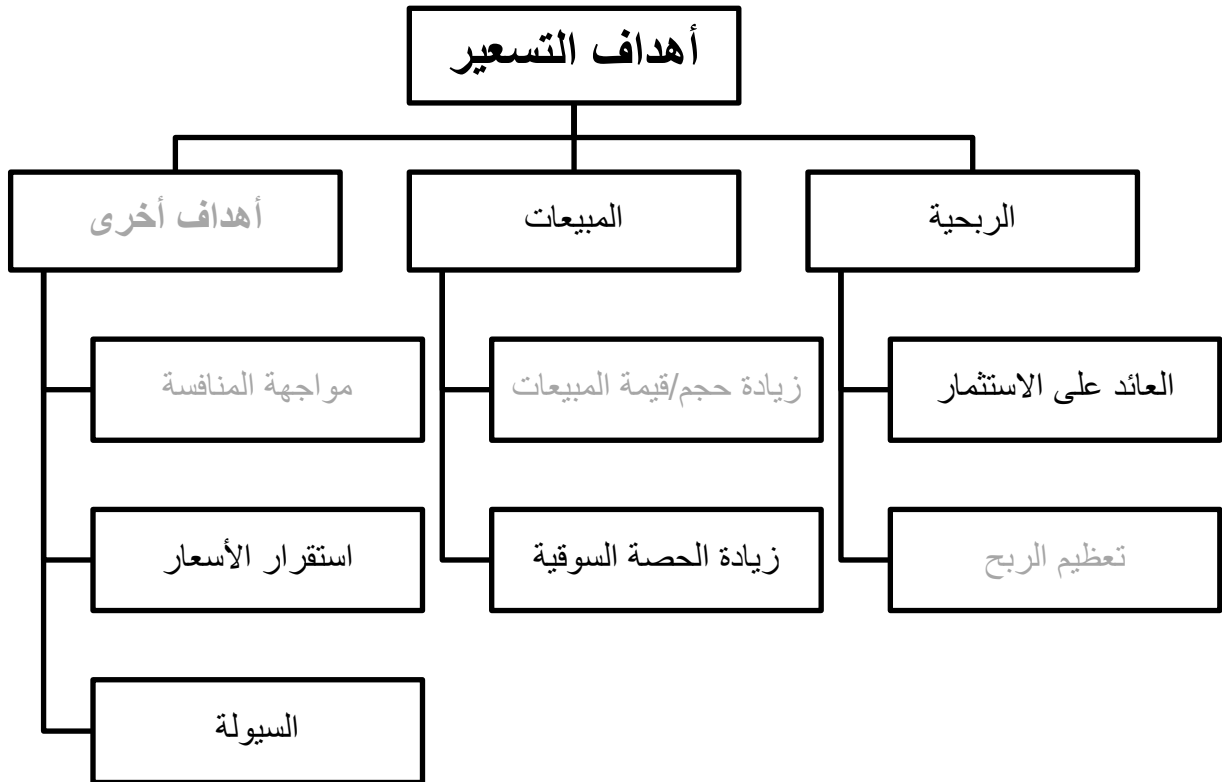 أهداف التسعير
الربحية
المبيعات
أهداف أخرى
العائد على الاستثمار
زيادة حجم/قيمة المبيعات
مواجهة المنافسة
تعظيم الربح
زيادة الحصة السوقية
استقرار الأسعار
السيولة